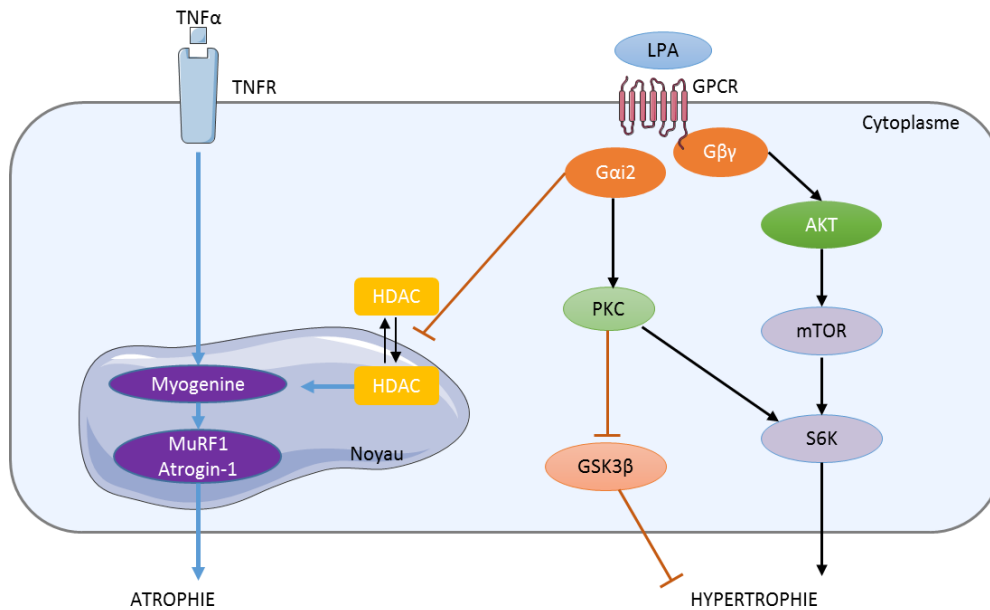 TNFα
TNFR
LPA
GPCR
Cytoplasme
Gαi2
Gβγ
AKT
HDAC
PKC
mTOR
HDAC
Myogenine
MuRF1
Atrogin-1
Noyau
S6K
GSK3β
ATROPHIE
HYPERTROPHIE